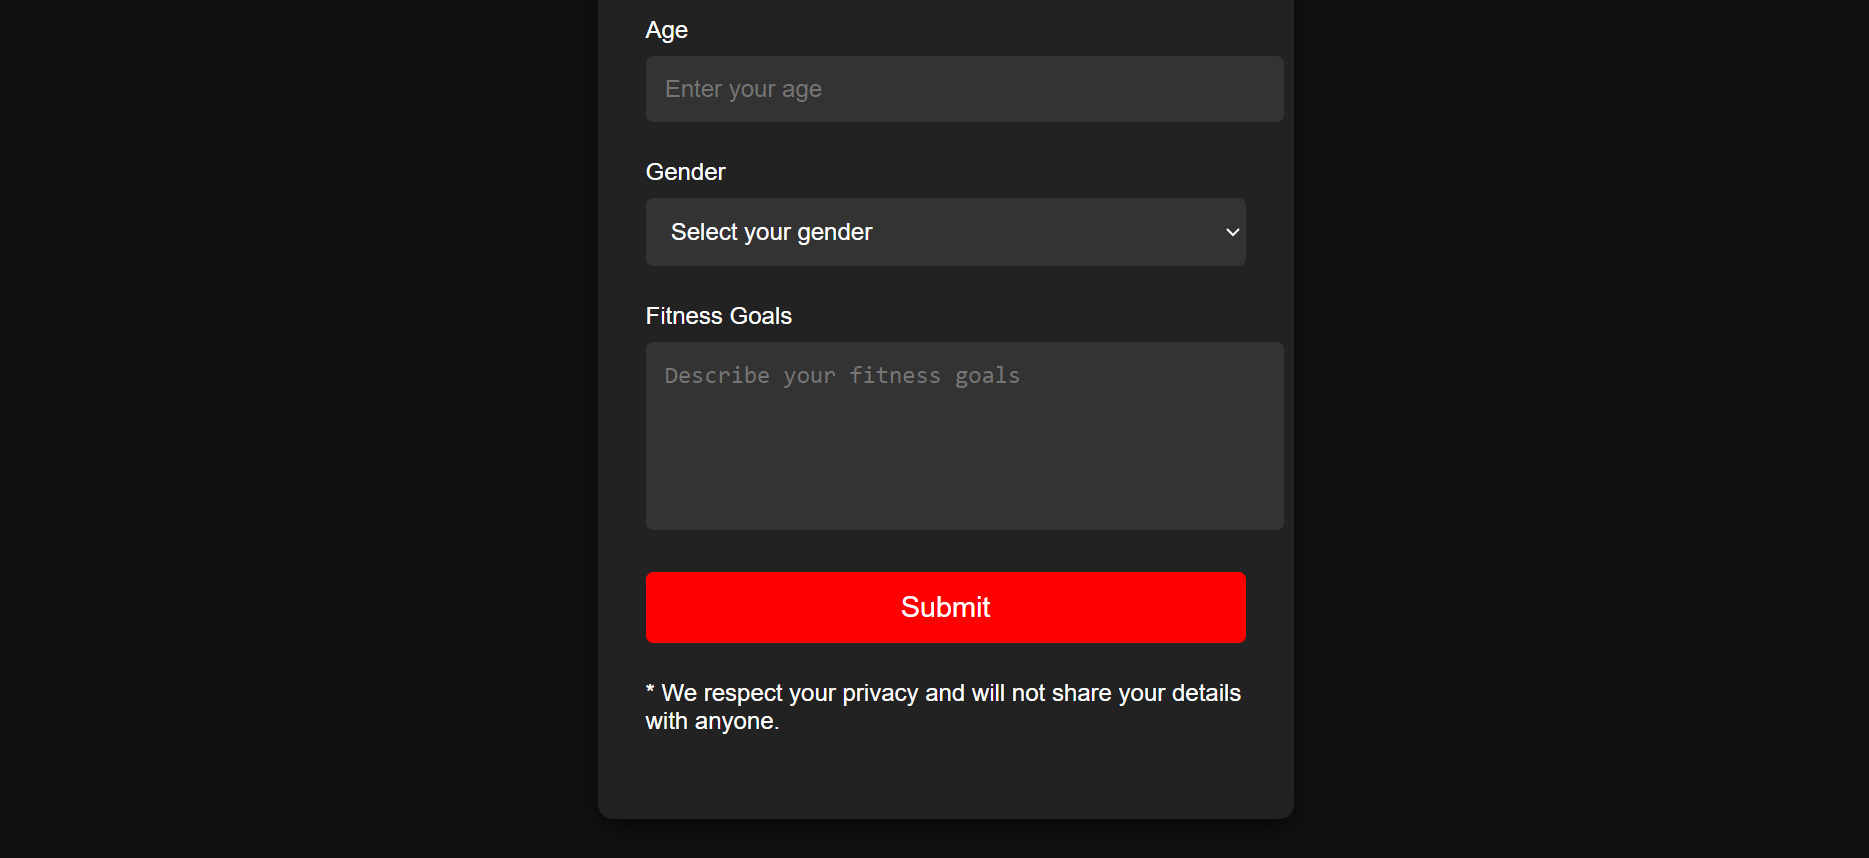 Age
Enter your age
Gender
Select your gender
Fitness Goals
Describe your fitness goals
Submit
* We respect your privacy and will not share your details
with anyone.